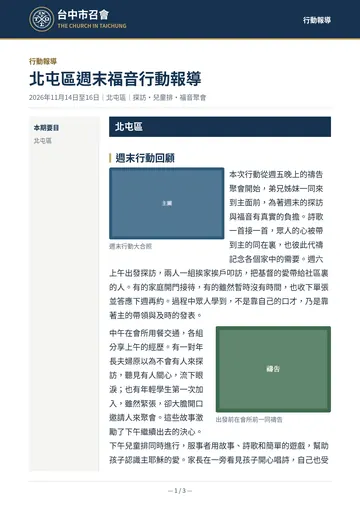 台中市召會
THE CHURCH IN TAICHUNG
行動報導
行動報導
北屯區週末福音行動報導
2026年11月14日至16日｜北屯區｜探訪・兒童排・福音聚會
本期要目
北屯區
北屯區
週末行動回顧
主圖
週末行動大合照
本次行動從週五晚上的禱告
聚會開始，弟兄姊妹一同來
到主面前，為著週末的探訪
與福音有真實的負擔。詩歌
一首接一首，眾人的心被帶
到主的同在裏，也彼此代禱
記念各個家中的需要。週六
上午出發探訪，兩人一組挨家挨戶叩訪，把基督的愛帶給社區裏
的人。有的家庭開門接待，有的雖然暫時沒有時間，也收下單張
並答應下週再約。過程中眾人學到，不是靠自己的口才，乃是靠
著主的帶領與及時的發表。
中午在會所用餐交通，各組
分享上午的經歷。有一對年
長夫婦原以為不會有人來探
訪，聽見有人關心，流下眼
淚；也有年輕學生第一次加
入，雖然緊張，卻大膽開口
邀請人來聚會。這些故事激
勵了下午繼續出去的決心。
禱告
出發前在會所前一同禱告
下午兒童排同時進行，服事者用故事、詩歌和簡單的遊戲，幫助
孩子認識主耶穌的愛。家長在一旁看見孩子開心唱詩，自己也受
— 1 / 3 —